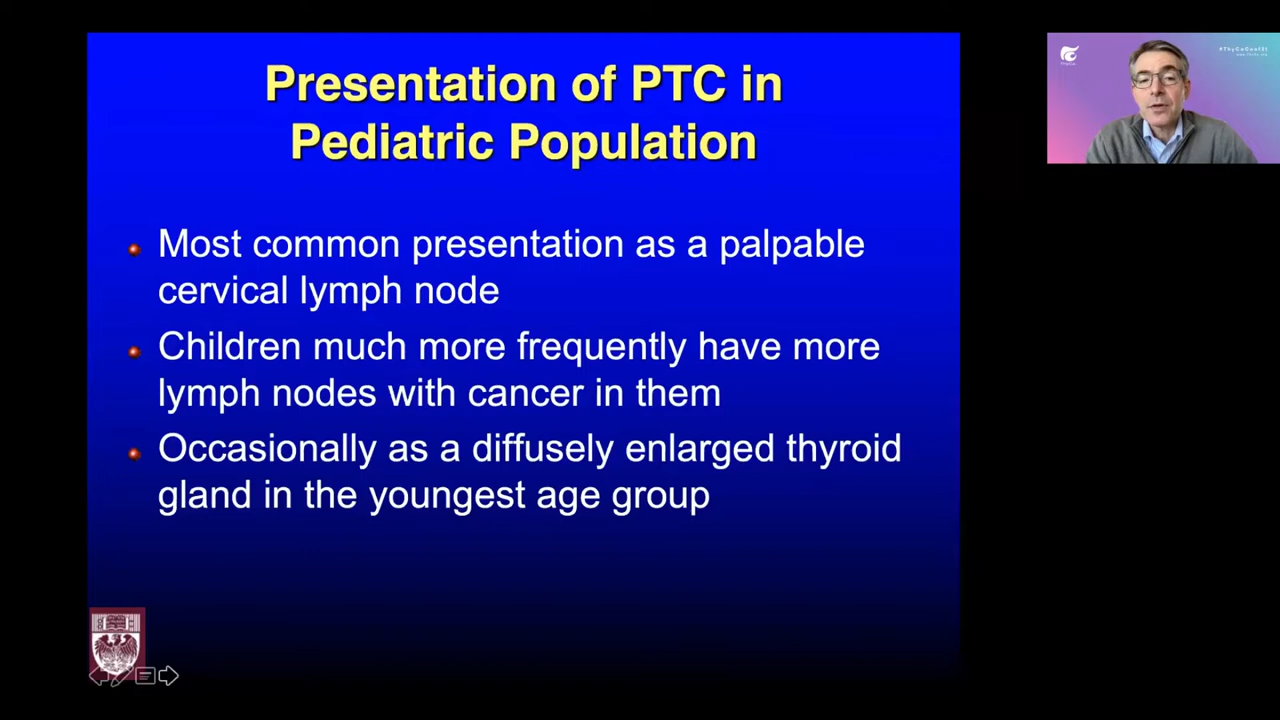 Presentation of PTC in
Pediatric Population
Most common presentation as a palpable
cervical lymph node
Children much more frequently have more
lymph nodes with cancer in them
Occasionally as a diffusely enlarged thyroid
gland in the youngest age group